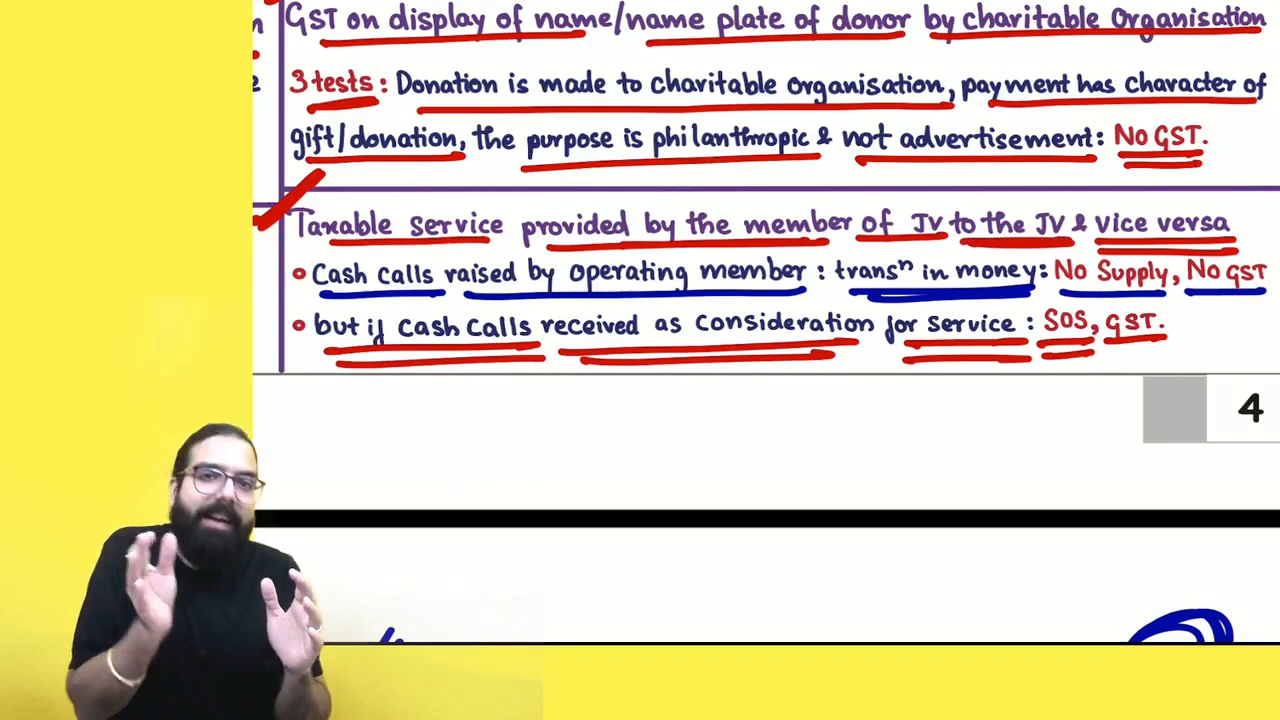 n
GST on display of name/name plate of donor by charitable Organisation
e
3 tests: Donation is made to charitable Organisation, payment has character of
gift/donation, the purpose is philanthropic & not advertisement: No GST.
Taxable service provided by the member of JV to the JV & vice versa
Cash calls raised by operating member: transⁿ in money: No Supply, No GST
but if cash calls received as consideration for service: SOS, GST.
4